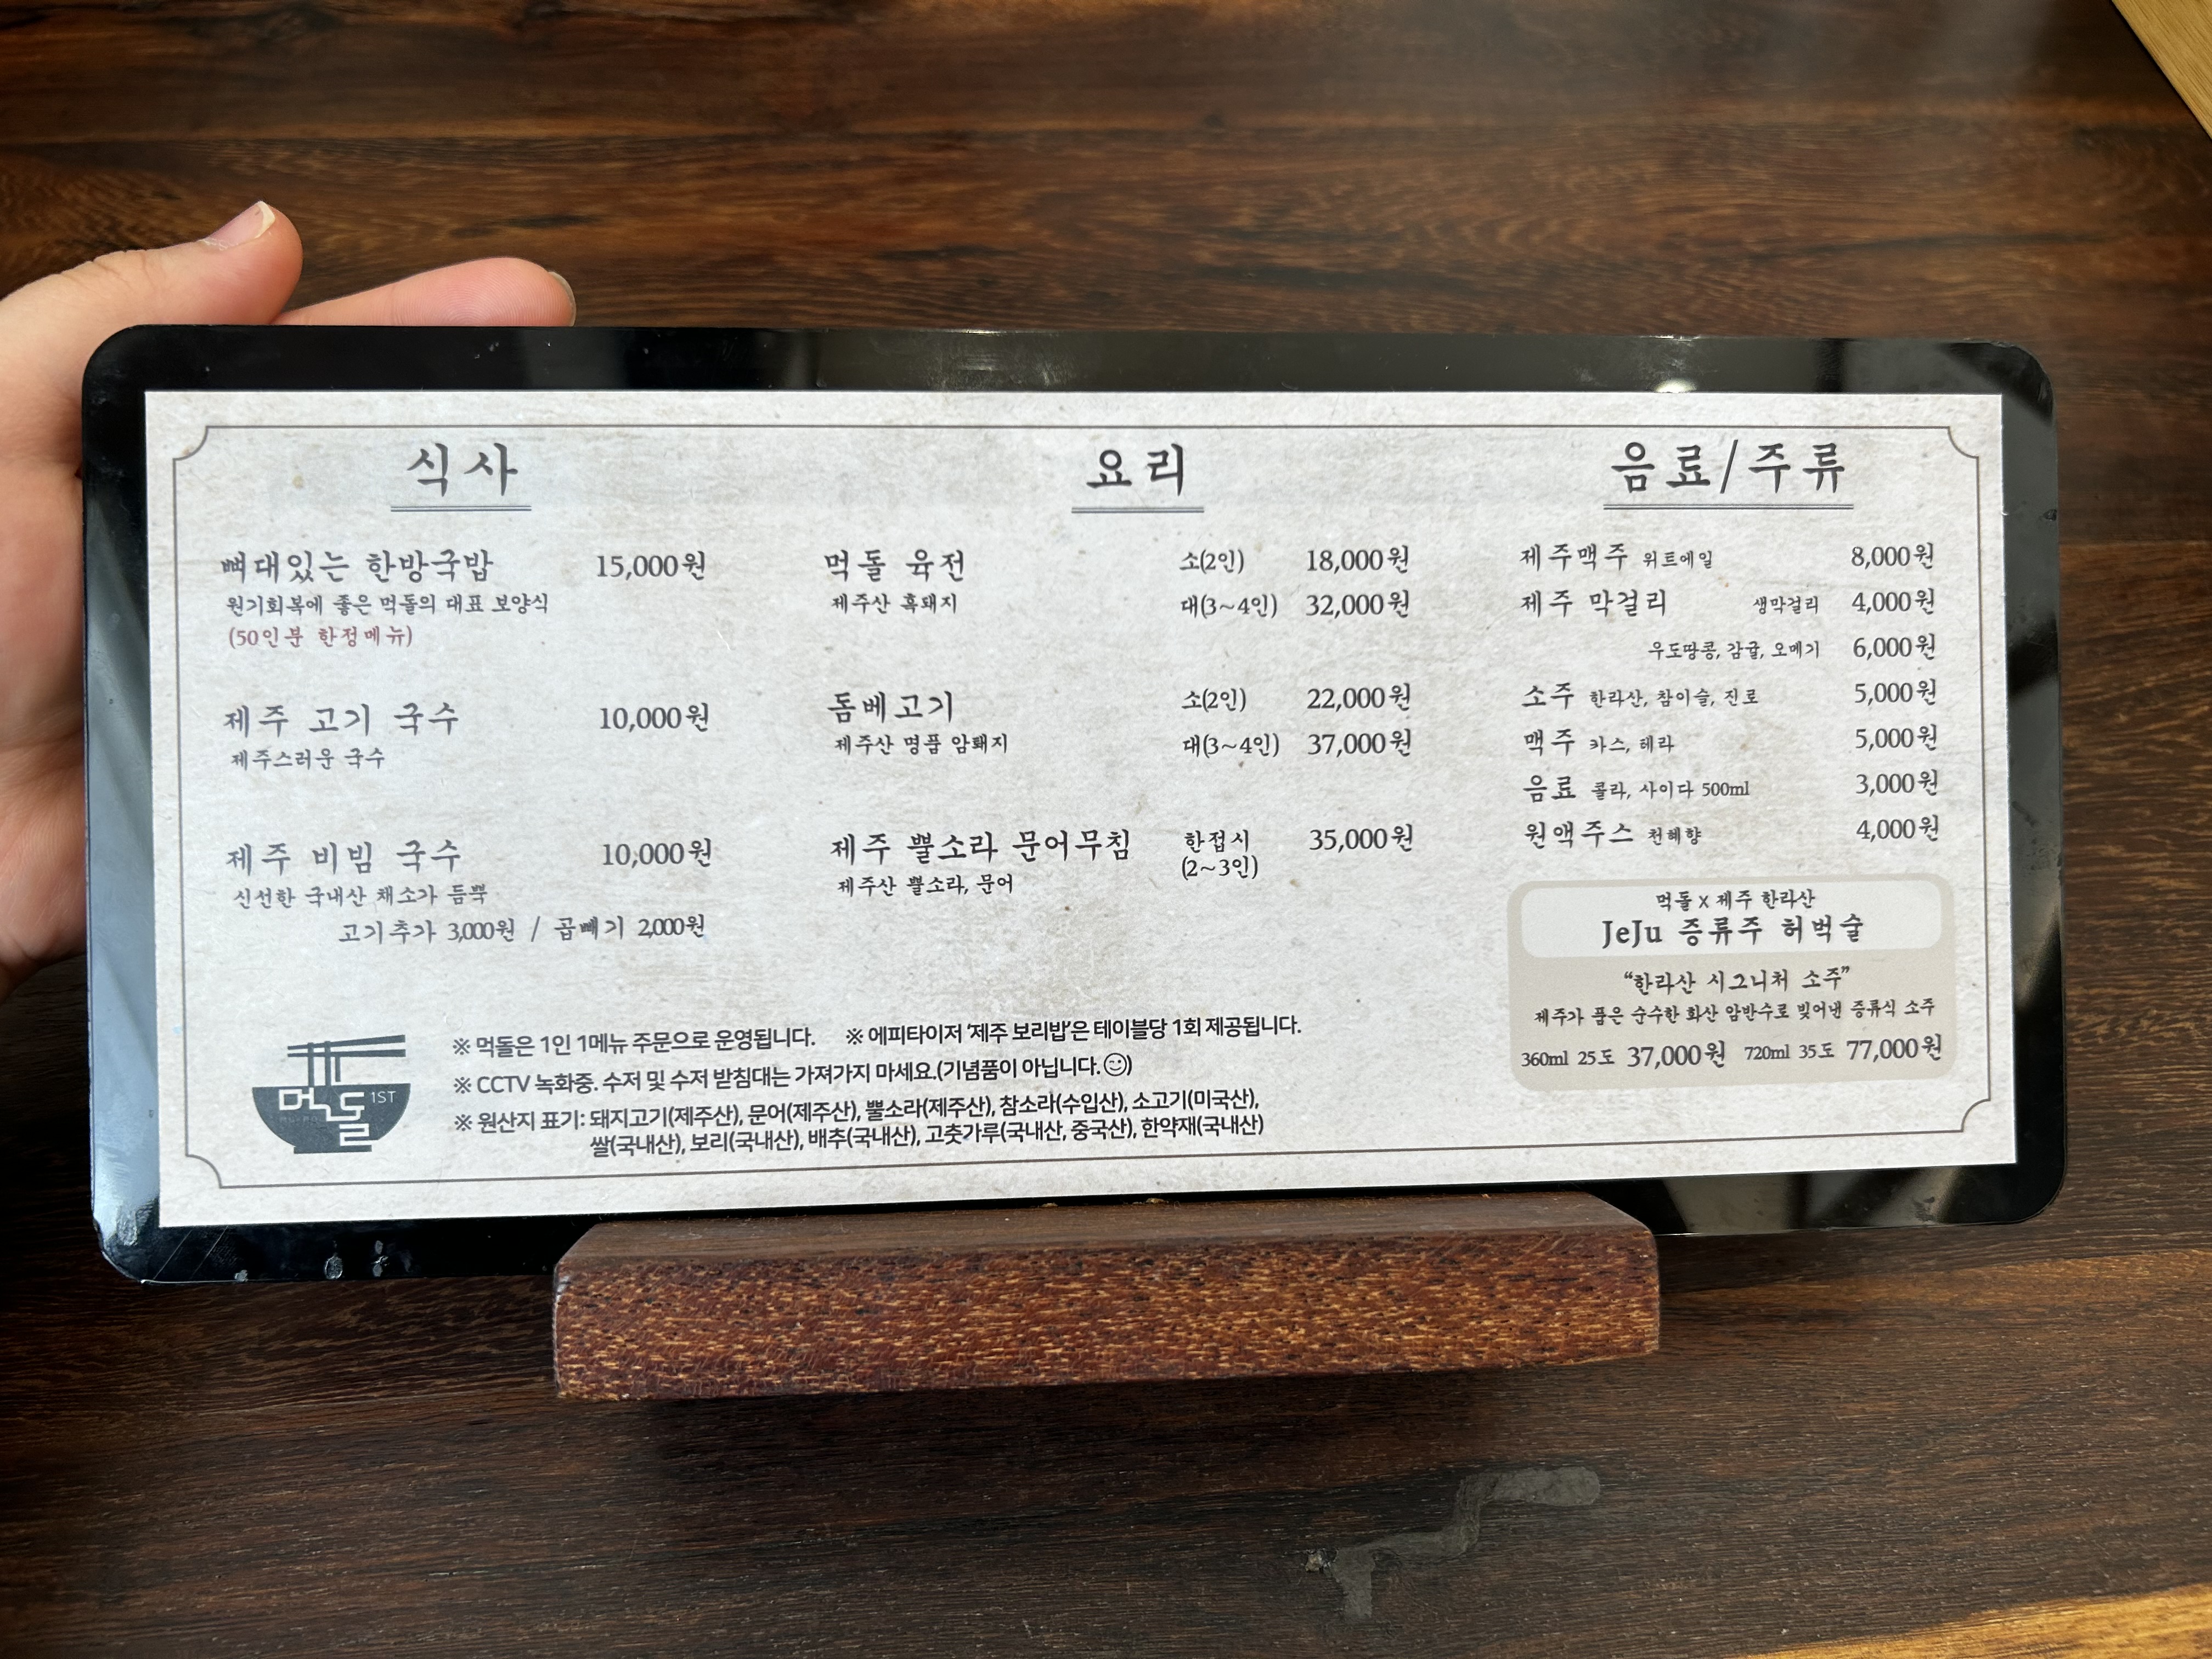 식사
뼈대있는 한방국밥 15,000원
원기회복에 좋은 먹돌의 대표 보양식
(50인분 한정메뉴)
제주 고기 국수 10,000원
제주스러운 국수
제주 비빔 국수 10,000원
신선한 국내산 채소가 듬뿍
고기추가 3,000원 / 곱빼기 2,000원
요리
먹돌 육전 소(2인) 18,000원
제주산 흑돼지 대(3~4인) 32,000원
돔베고기 소(2인) 22,000원
제주산 명품 암퇘지 대(3~4인) 37,000원
제주 뿔소라 문어무침 한접시 35,000원
(2~3인)
제주산 뿔소라, 문어
음료/주류
제주맥주 위트에일 8,000원
제주 막걸리 생막걸리 4,000원
우도땅콩, 감귤, 오메기 6,000원
소주 한라산, 참이슬, 진로 5,000원
맥주 카스, 테라 5,000원
음료 콜라, 사이다 500ml 3,000원
원액주스 천혜향 4,000원
먹돌 x 제주 한라산
JeJu 증류주 허벅술
“한라산 시그니처 소주”
제주가 품은 순수한 화산 암반수로 빚어낸 증류식 소주
360ml 25도 37,000원 720ml 35도 77,000원
먹돌 1ST
※ 먹돌은 1인 1메뉴 주문으로 운영됩니다. ※ 에피타이저 '제주 보리밥'은 테이블당 1회 제공됩니다.
※ CCTV 녹화중. 수저 및 수저 받침대는 가져가지 마세요.(기념품이 아닙니다.☺)
※ 원산지 표기: 돼지고기(제주산), 문어(제주산), 뿔소라(제주산), 참소라(수입산), 소고기(미국산),
쌀(국내산), 보리(국내산), 배추(국내산), 고춧가루(국내산, 중국산), 한약재(국내산)